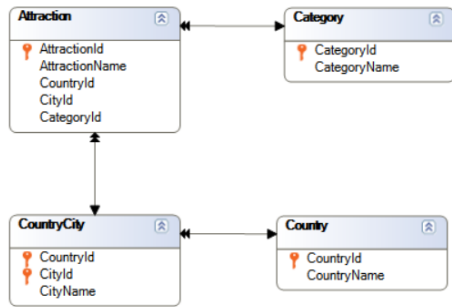 Attraction
AttractionId
AttractionName
CountryId
CityId
CategoryId
Category
CategoryId
CategoryName
CountryCity
CountryId
CityId
CityName
Country
CountryId
CountryName